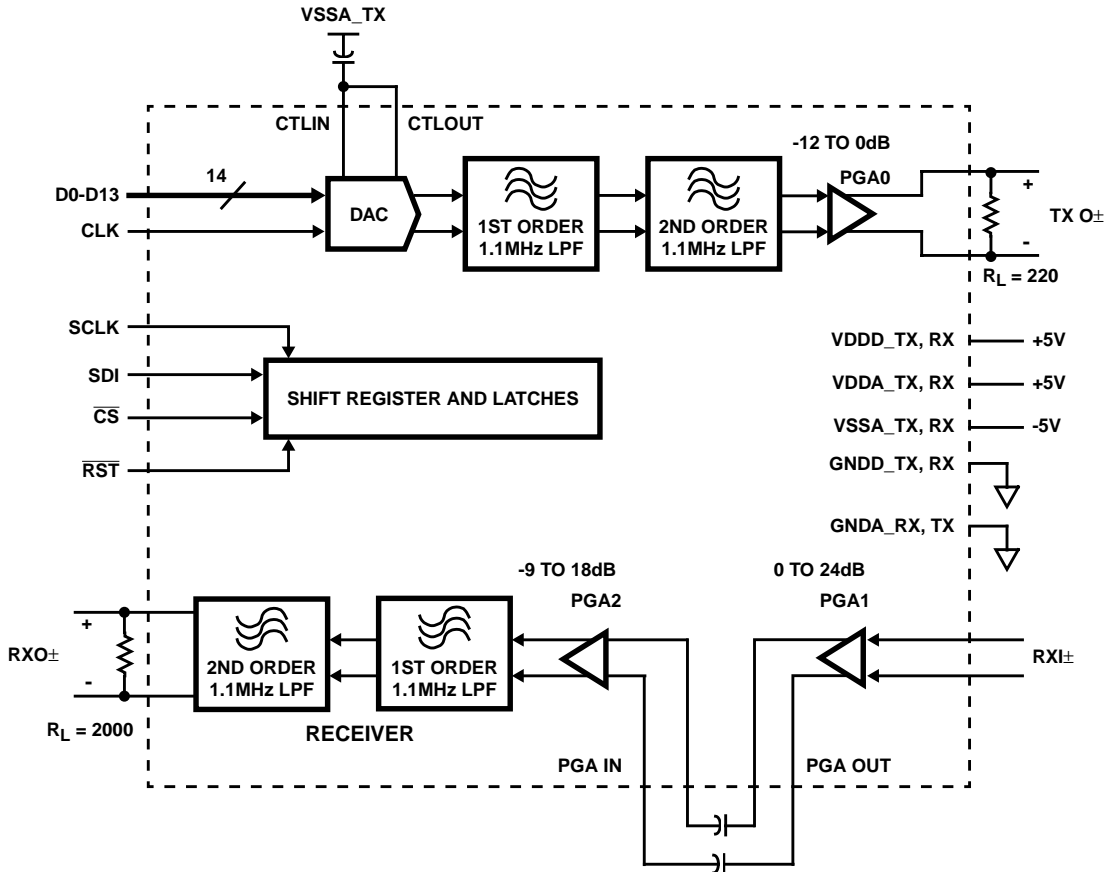 VSSA_TX
CTLIN
CTLOUT
-12 TO 0dB
PGA0
14
D0-D13
CLK
DAC
1ST ORDER
1.1MHz LPF
2ND ORDER
1.1MHz LPF
+
TX O±
-
R_L = 220
SCLK
SDI
C̅S̅
R̅S̅T̅
SHIFT REGISTER AND LATCHES
VDDD_TX, RX
+5V
VDDA_TX, RX
+5V
VSSA_TX, RX
-5V
GNDD_TX, RX
GNDA_RX, TX
-9 TO 18dB
PGA2
0 TO 24dB
PGA1
+
RXO±
-
R_L = 2000
2ND ORDER
1.1MHz LPF
1ST ORDER
1.1MHz LPF
RXI±
RECEIVER
PGA IN
PGA OUT